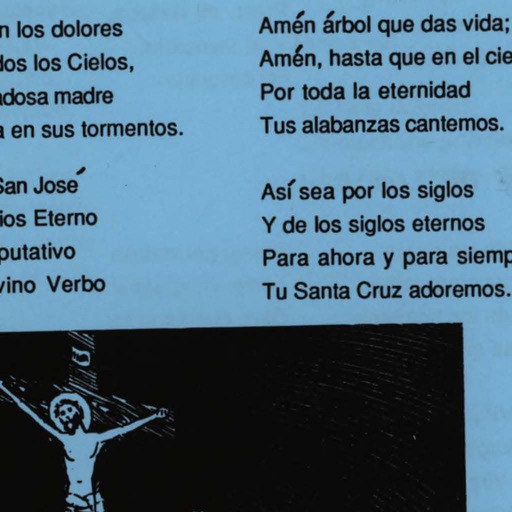 n los dolores
dos los Cielos,
dosa madre
a en sus tormentos.
San José
ios Eterno
putativo
vino Verbo
Amén árbol que das vida;
Amén, hasta que en el cie
Por toda la eternidad
Tus alabanzas cantemos.
Así sea por los siglos
Y de los siglos eternos
Para ahora y para siemp
Tu Santa Cruz adoremos.